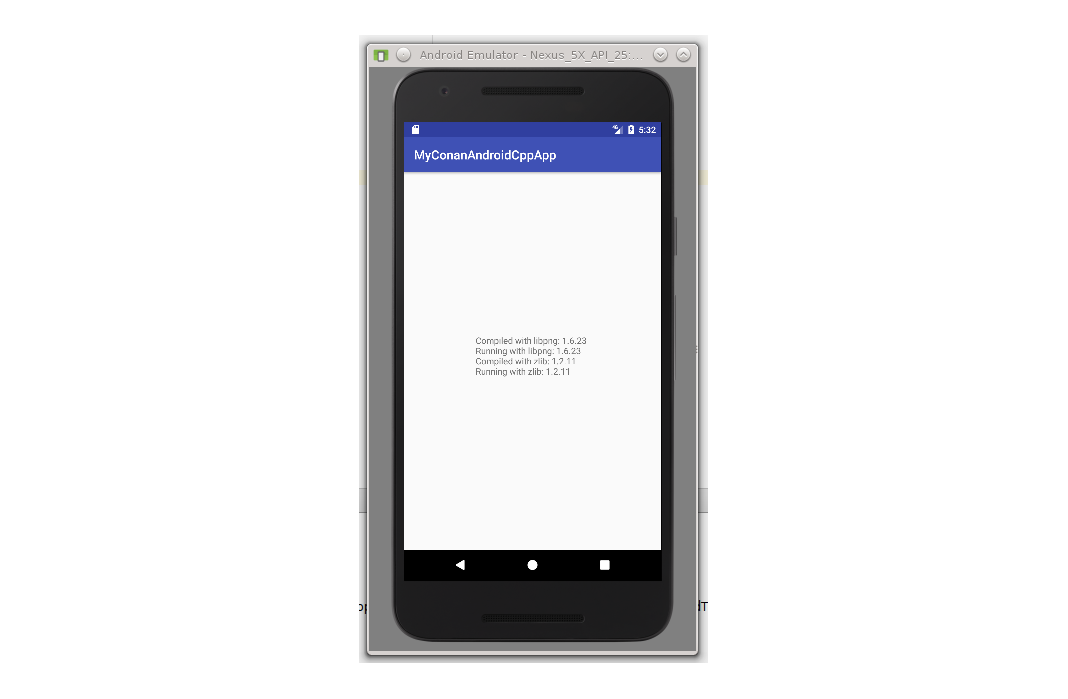 Android Emulator - Nexus_5X_API_25:...
5:32
MyConanAndroidCppApp
Compiled with libpng: 1.6.23
Running with libpng: 1.6.23
Compiled with zlib: 1.2.11
Running with zlib: 1.2.11